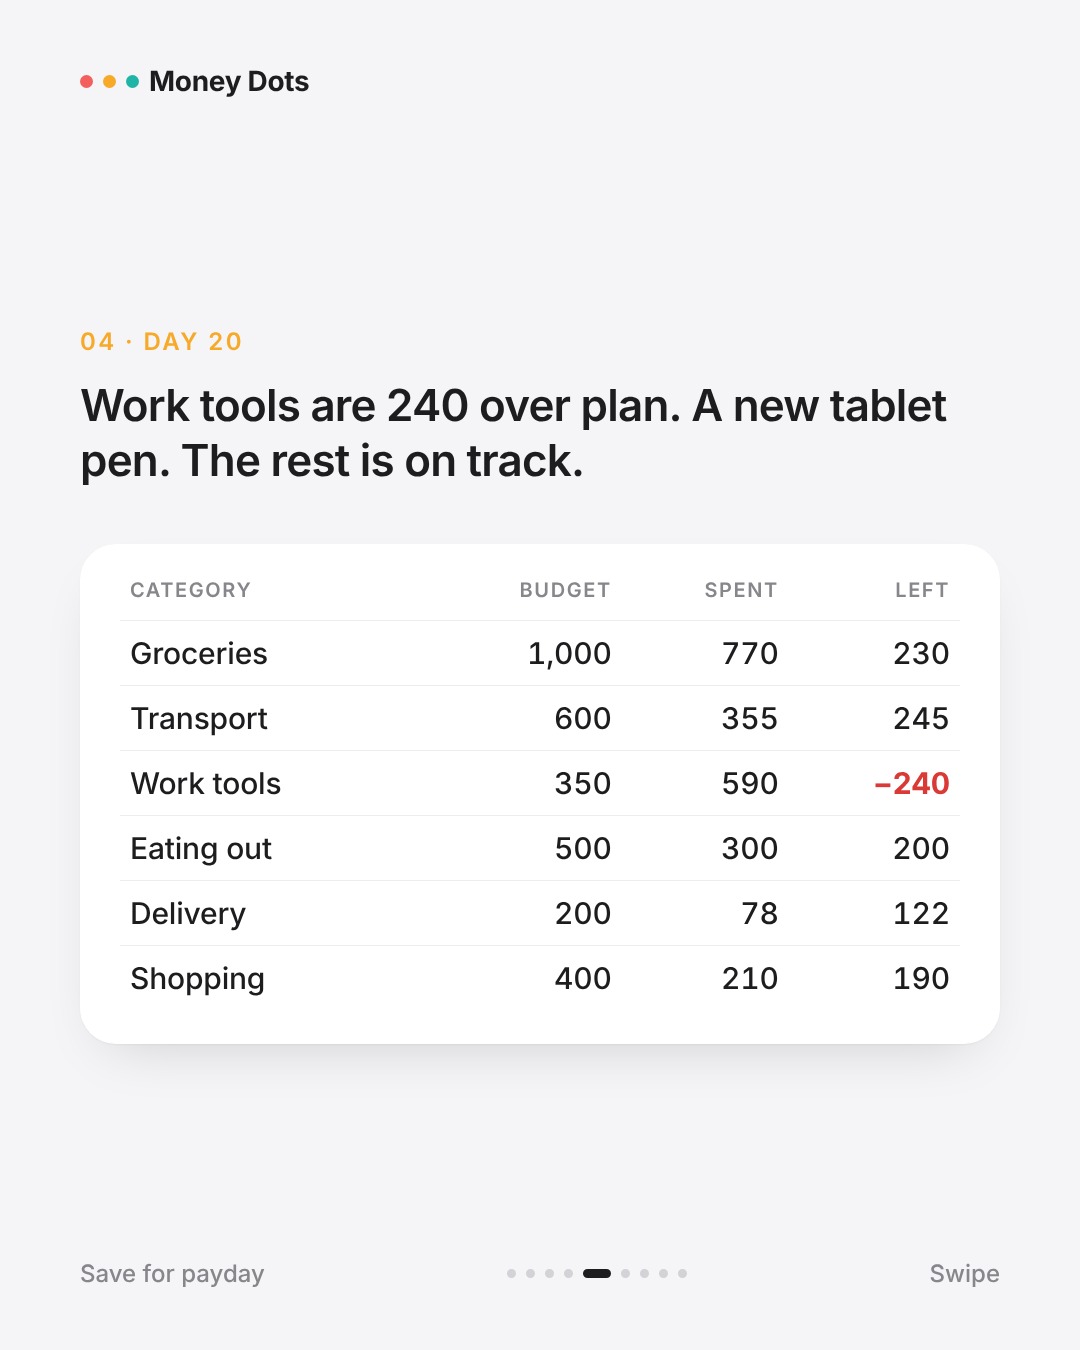 Money Dots
04 · DAY 20
Work tools are 240 over plan. A new tablet
pen. The rest is on track.
CATEGORY BUDGET SPENT LEFT
Groceries 1,000 770 230
Transport 600 355 245
Work tools 350 590 −240
Eating out 500 300 200
Delivery 200 78 122
Shopping 400 210 190
Save for payday Swipe